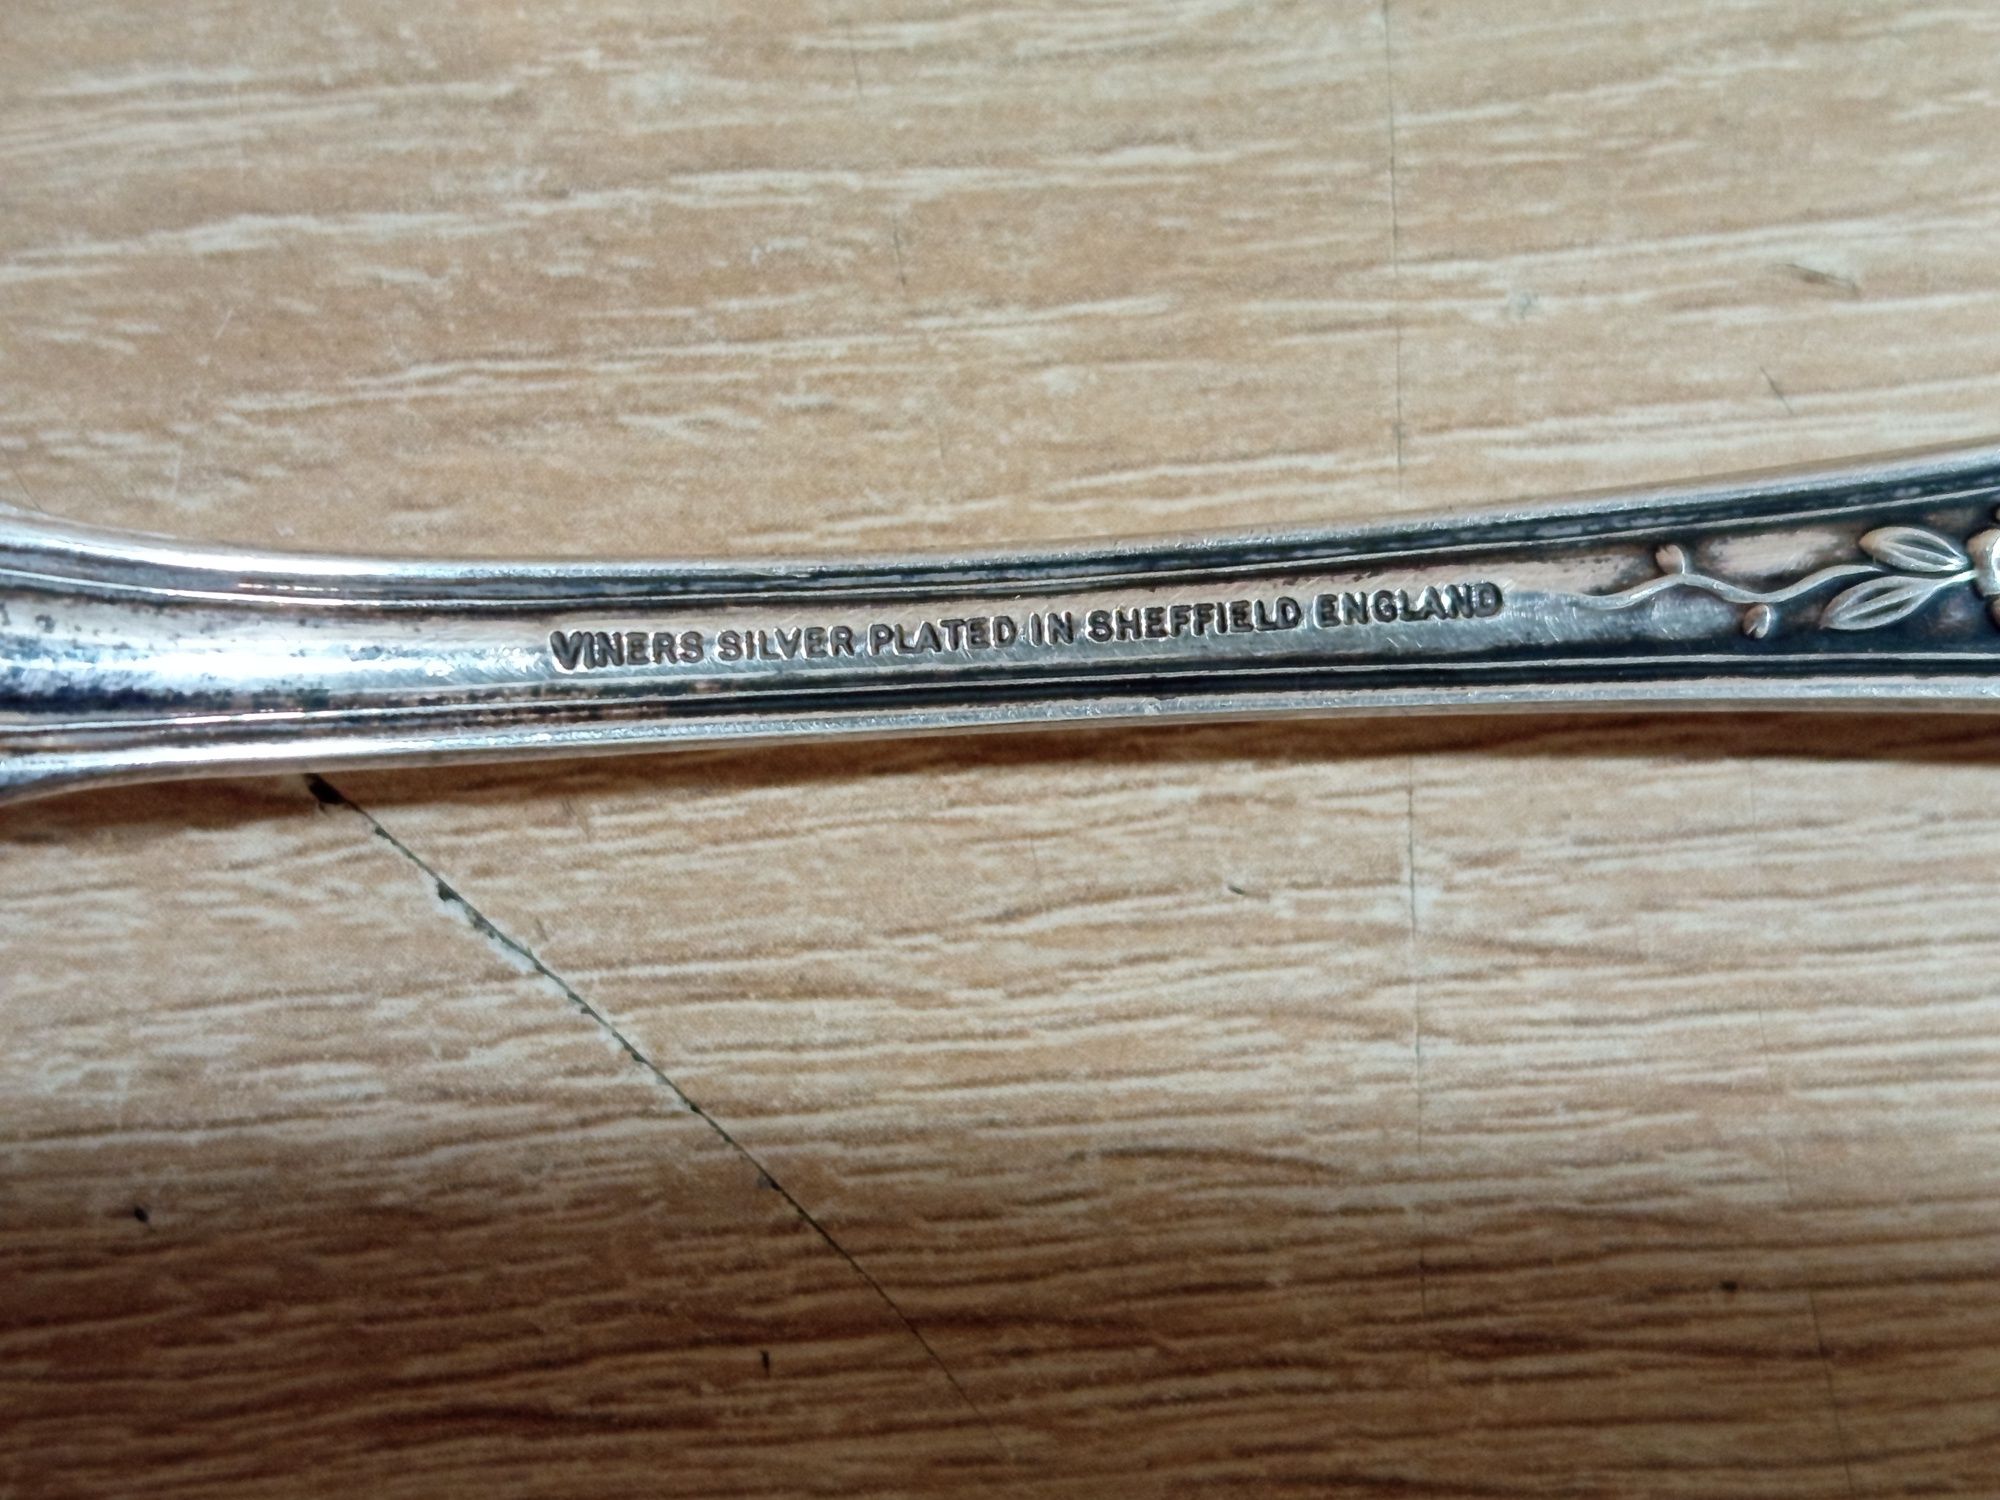 VINERS SILVER PLATED IN SHEFFIELD ENGLAND